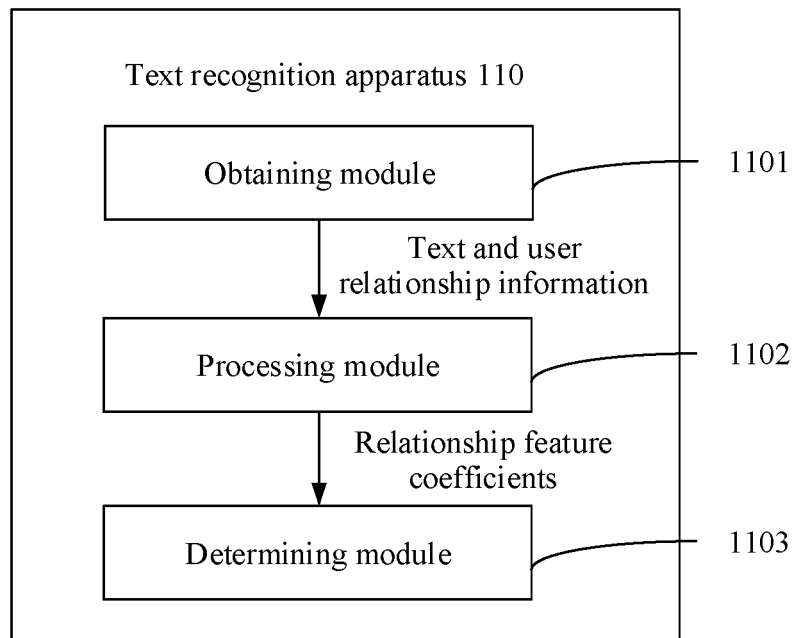 Text recognition apparatus 110
Obtaining module
1101
Text and user
relationship information
Processing module
1102
Relationship feature
coefficients
Determining module
1103